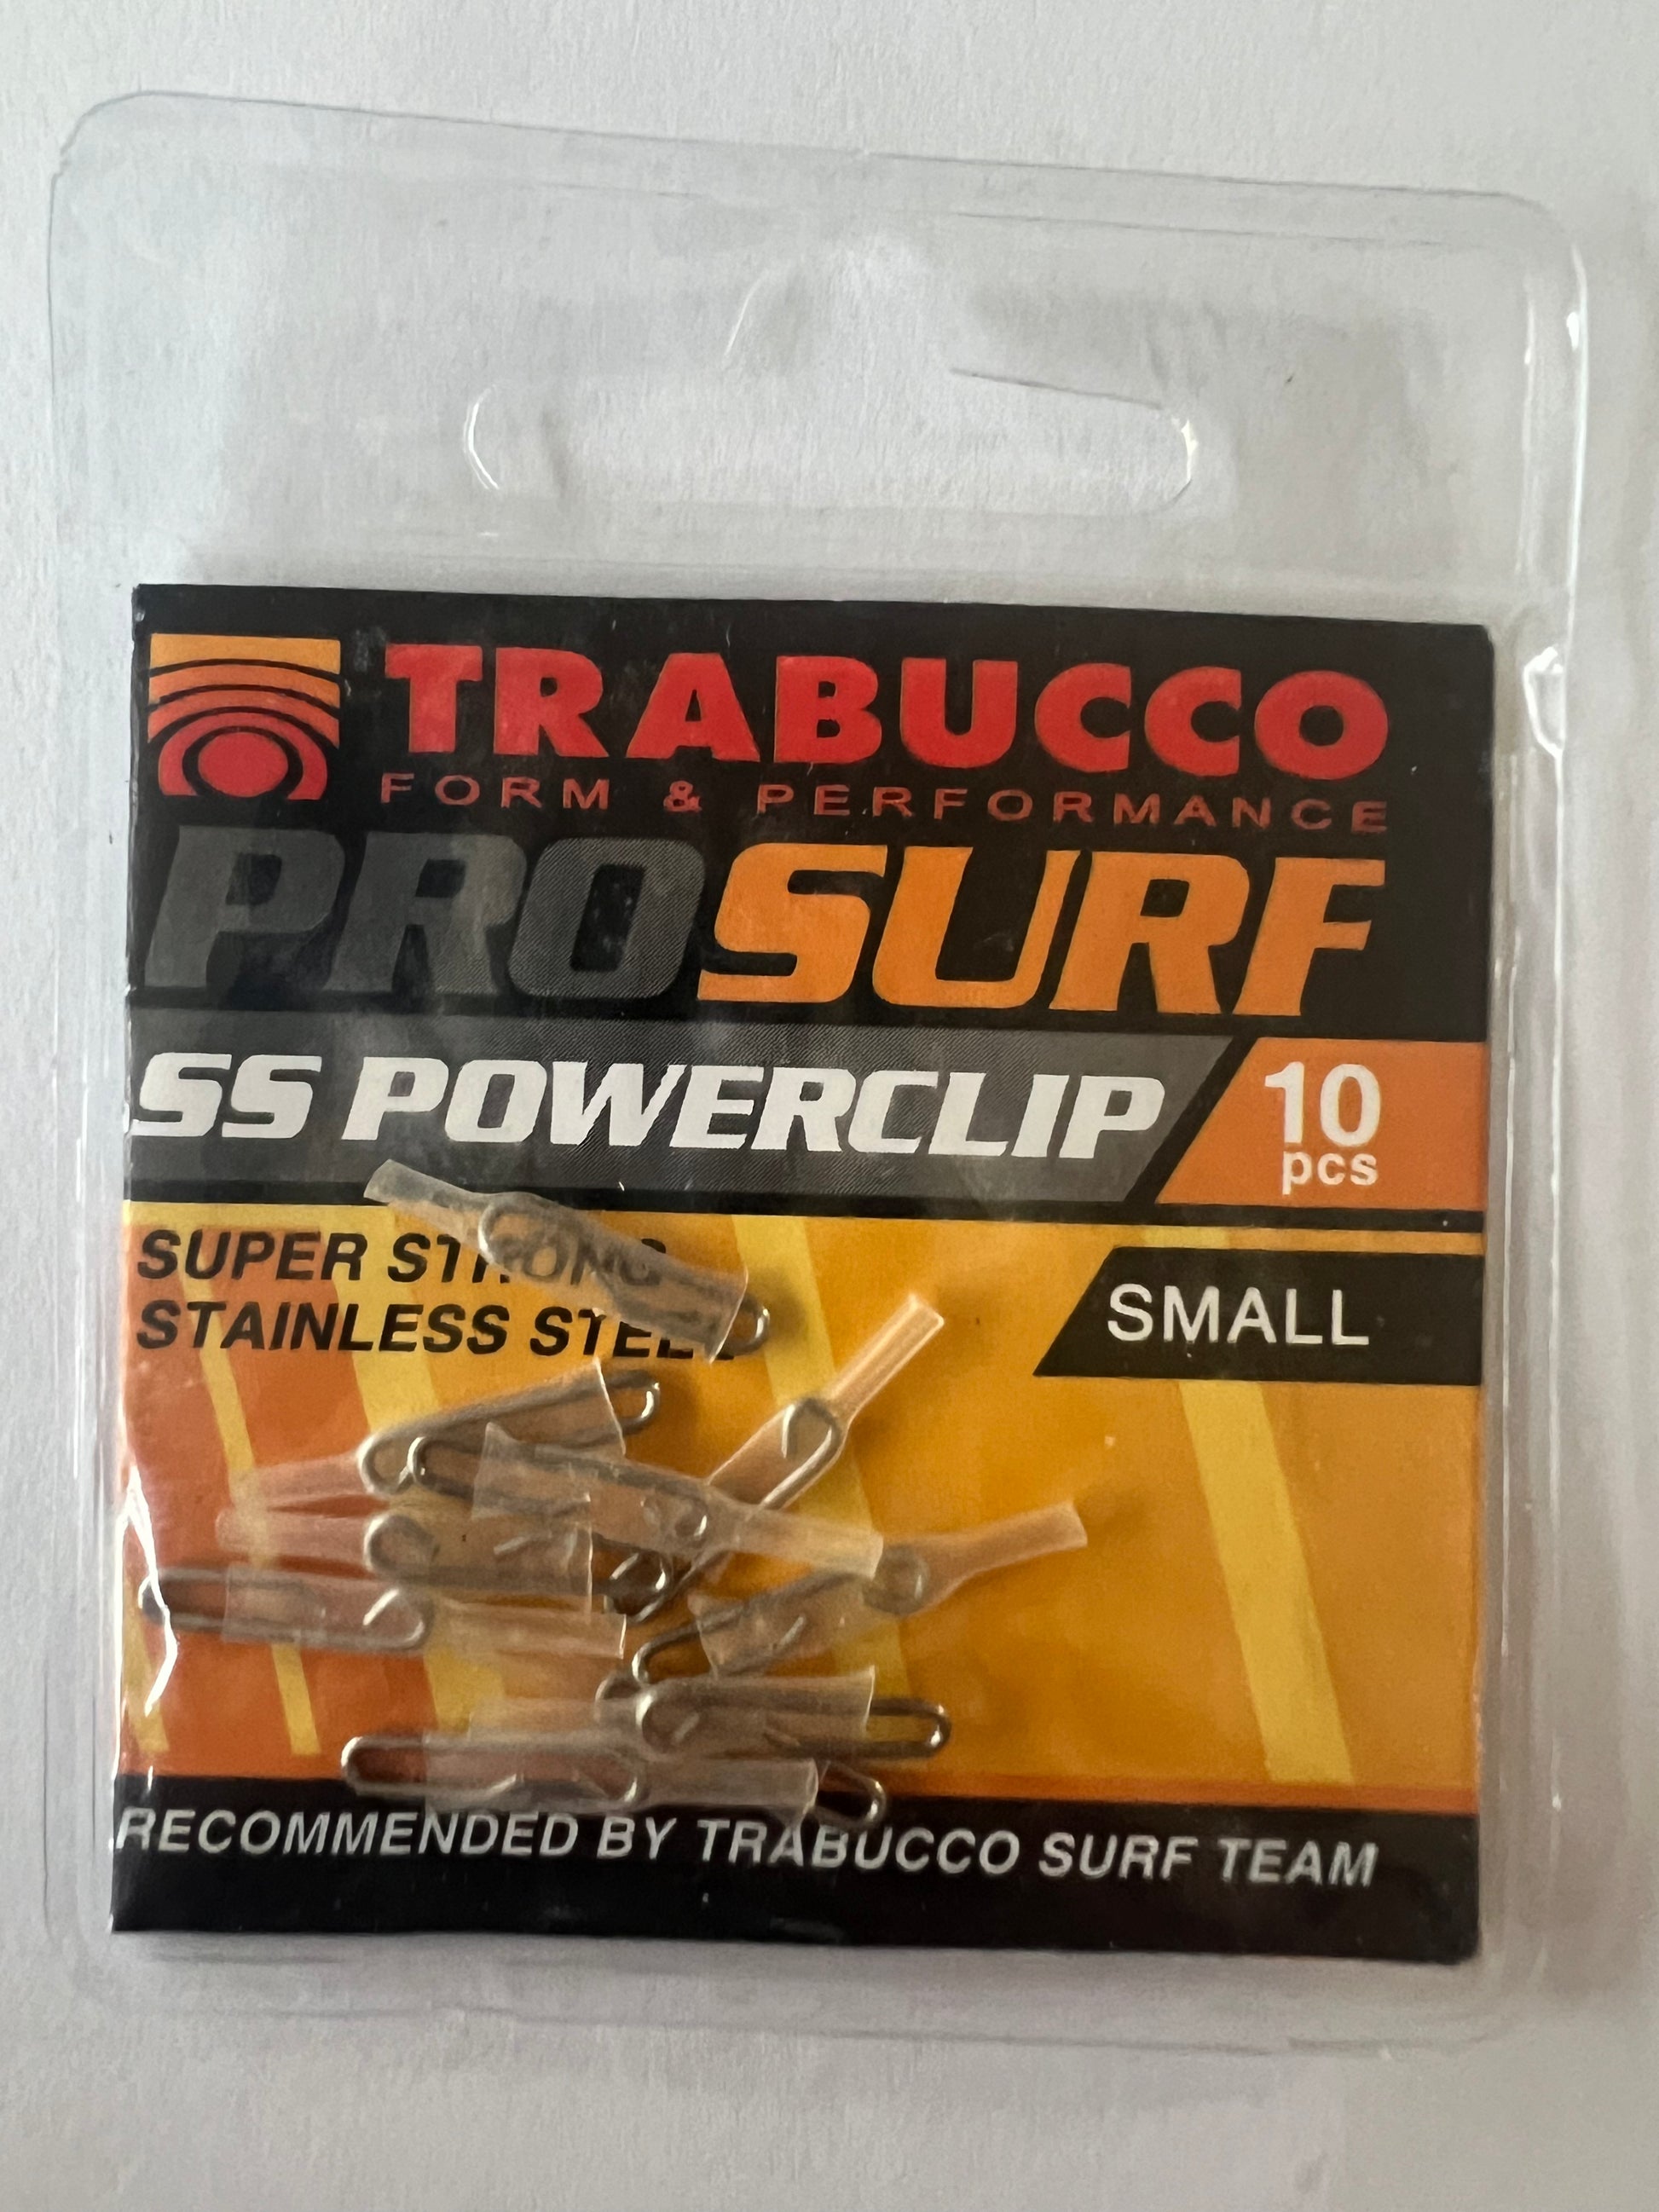 TRABUCCO
FORM & PERFORMANCE
PROSURF
SS POWERCLIP
10
pcs
SUPER STRONG
STAINLESS STEEL
SMALL
RECOMMENDED BY TRABUCCO SURF TEAM